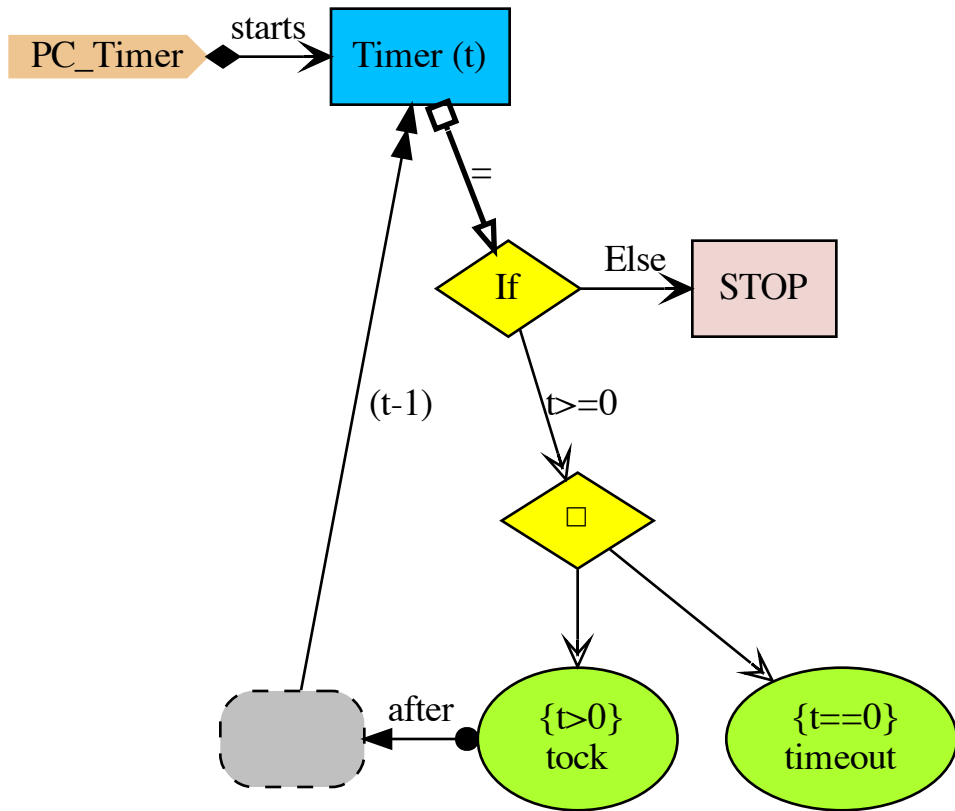 starts
PC_Timer
Timer (t)
=
Else
If
STOP
(t-1)
t>=0
□
after
{t>0}
tock
{t==0}
timeout